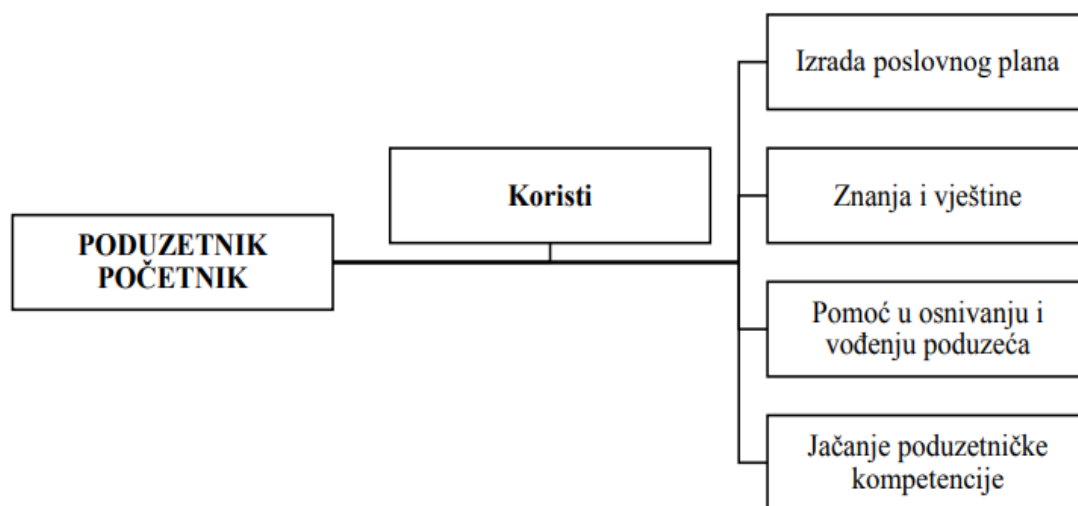 PODUZETNIK
POČETNIK
Koristi
Izrada poslovnog plana
Znanja i vještine
Pomoć u osnivanju i
vođenju poduzeća
Jačanje poduzetničke
kompetencije